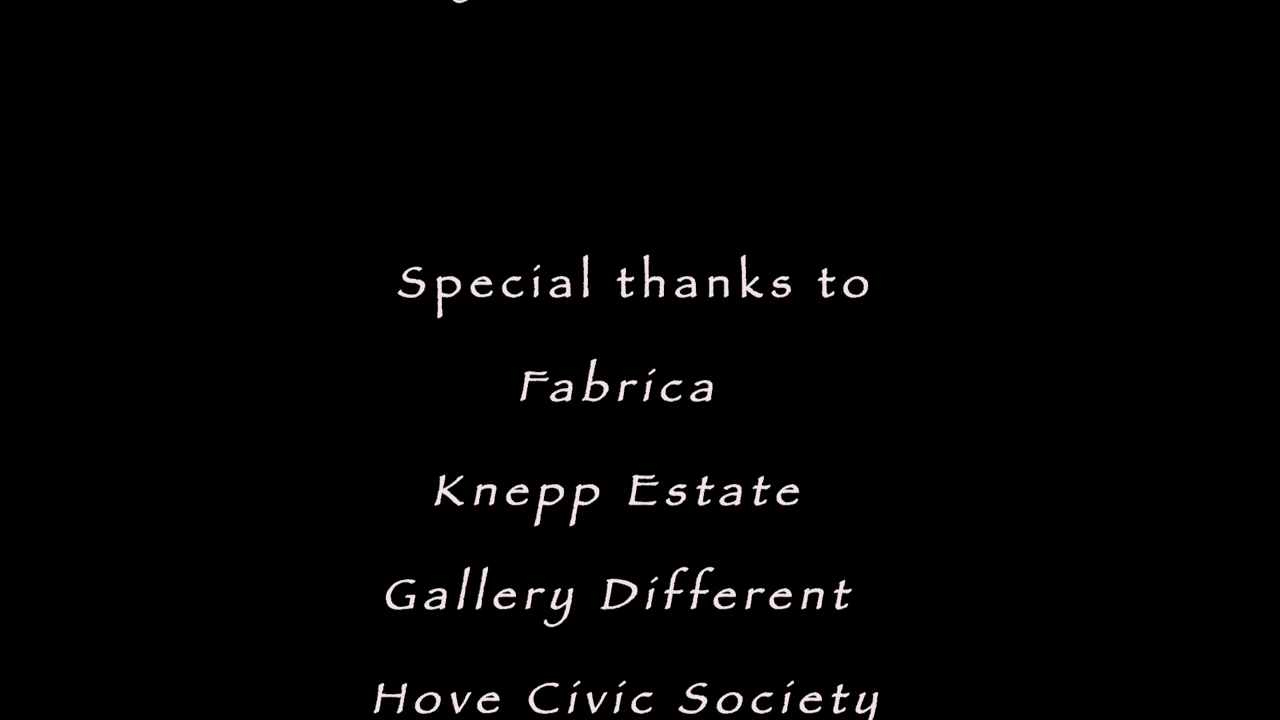 Special thanks to
Fabrica
Knepp Estate
Gallery Different
Hove Civic Society